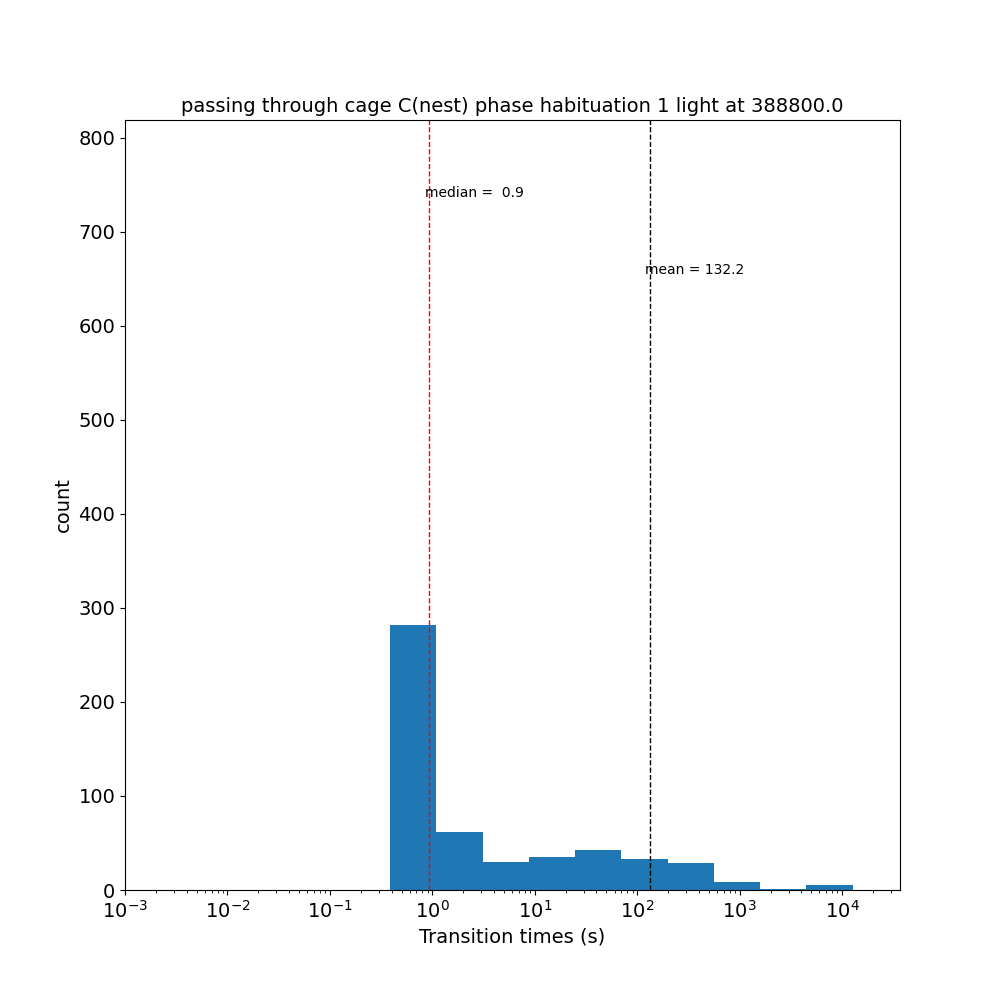 passing through cage C(nest) phase habituation 1 light at 388800.0
800
median =  0.9
700
mean = 132.2
600
500
count
400
300
200
100
0
10⁻³ 10⁻² 10⁻¹ 10⁰ 10¹ 10² 10³ 10⁴
Transition times (s)